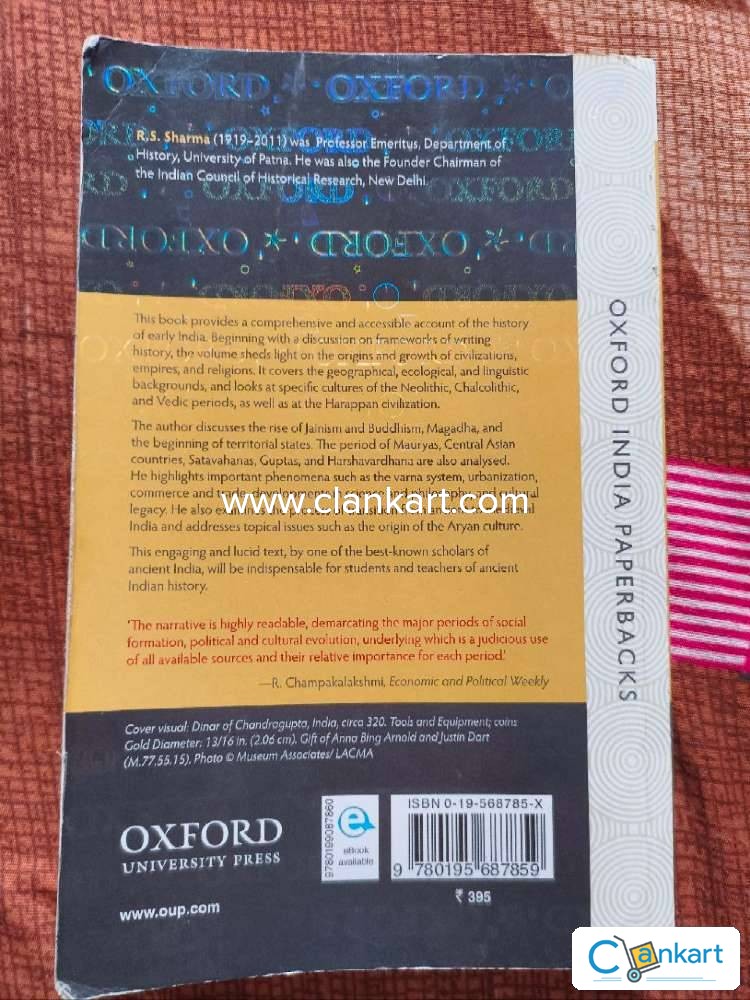 OXFORD OXFORD
R.S. Sharma (1919–2011) was Professor Emeritus, Department of
History, University of Patna. He was also the Founder Chairman of
the Indian Council of Historical Research, New Delhi.
OXFORD OXFORD
This book provides a comprehensive and accessible account of the history
of early India. Beginning with a discussion on frameworks of writing
history, the volume sheds light on the origins and growth of civilizations,
empires, and religions. It covers the geographical, ecological, and linguistic
backgrounds, and looks at specific cultures of the Neolithic, Chalcolithic,
and Vedic periods, as well as at the Harappan civilization.
The author discusses the rise of Jainism and Buddhism, Magadha, and
the beginning of territorial states. The period of Mauryas, Central Asian
countries, Satavahanas, Guptas, and Harshavardhana are also analysed.
He highlights important phenomena such as the varna system, urbanization,
commerce and
www.clankart.com
legacy. He also
India and addresses topical issues such as the origin of the Aryan culture.
This engaging and lucid text, by one of the best-known scholars of
ancient India, will be indispensable for students and teachers of ancient
Indian history.
'The narrative is highly readable, demarcating the major periods of social
formation, political and cultural evolution, underlying which is a judicious use
of all available sources and their relative importance for each period.'
—R. Champakalakshmi, Economic and Political Weekly
Cover visual: Dinar of Chandragupta, India, circa 320. Tools and Equipment; coins
Gold Diameter: 13/16 in. (2.06 cm). Gift of Anna Bing Arnold and Justin Dart
(M.77.55.15). Photo © Museum Associates/ LACMA
OXFORD
UNIVERSITY PRESS
www.oup.com
9780199087860
e
eBook
available
ISBN 0-19-568785-X
9 780195 687859
₹ 395
OXFORD INDIA PAPERBACKS
Clankart